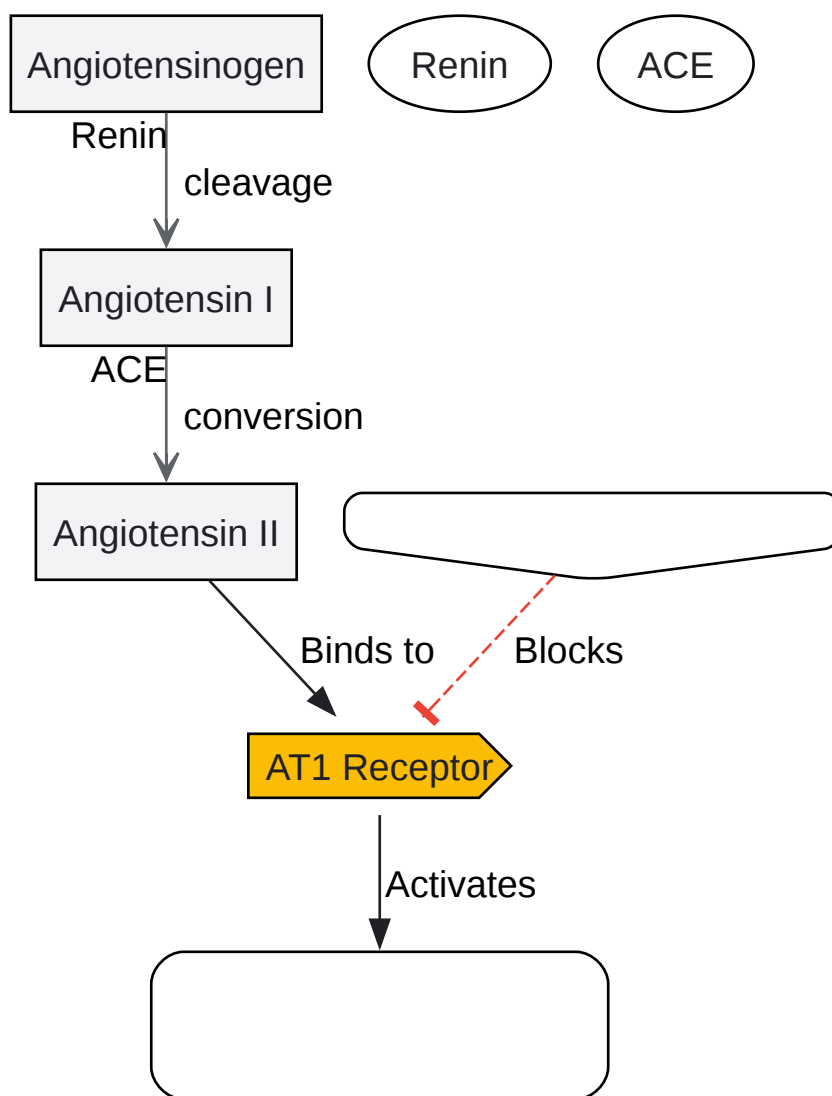 Angiotensinogen
Renin
ACE
Renin
cleavage
Angiotensin I
ACE
conversion
Angiotensin II
Binds to
Blocks
AT1 Receptor
Activates